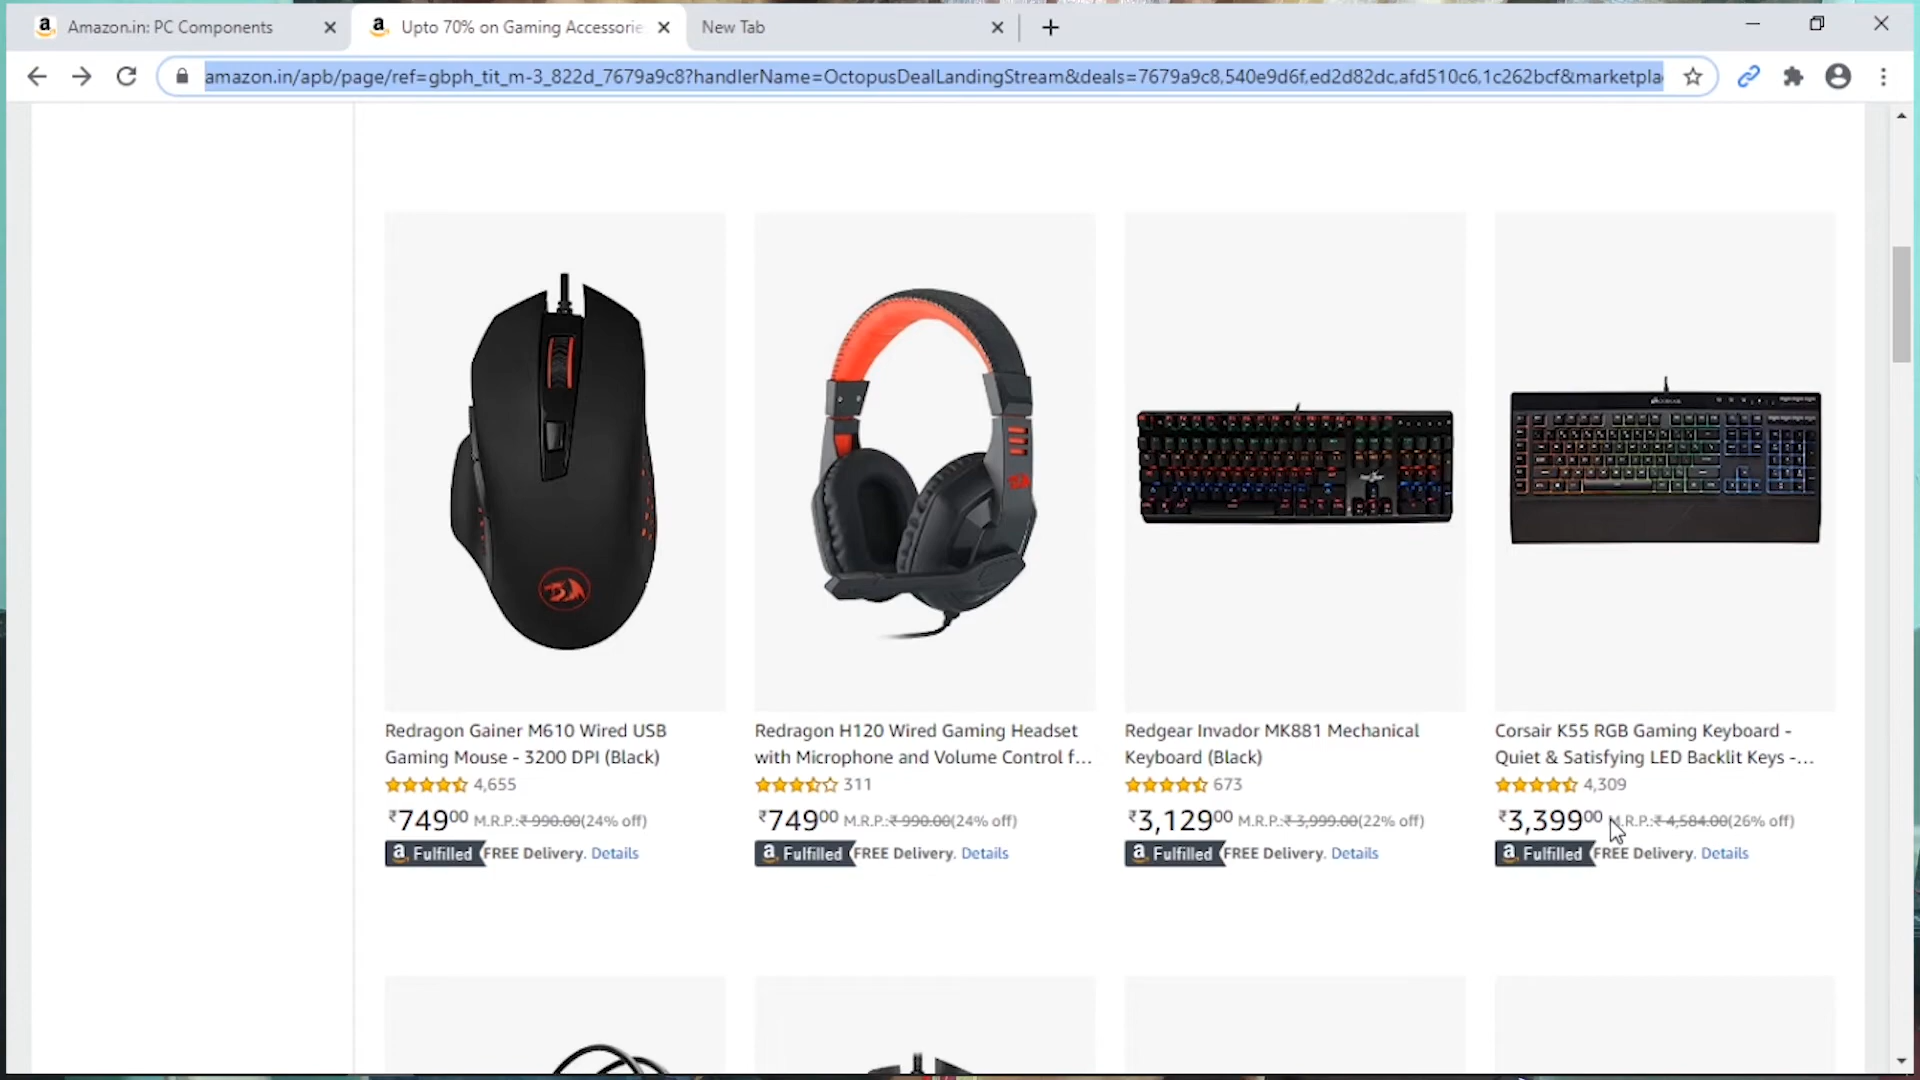 Amazon.in: PC Components
Upto 70% on Gaming Accessorie
New Tab
amazon.in/apb/page/ref=gbph_tit_m-3_822d_7679a9c8?handlerName=OctopusDealLandingStream&deals=7679a9c8,540e9d6f,ed2d82dc,afd510c6,1c262bcf&marketpla
Redragon Gainer M610 Wired USB
Gaming Mouse - 3200 DPI (Black)
4,655
₹74900 M.R.P.:₹ 990.00(24% off)
a Fulfilled FREE Delivery. Details
Redragon H120 Wired Gaming Headset
with Microphone and Volume Control f...
311
₹74900 M.R.P.:₹ 990.00(24% off)
a Fulfilled FREE Delivery. Details
Redgear Invador MK881 Mechanical
Keyboard (Black)
673
₹3,12900 M.R.P.:₹ 3,999.00(22% off)
a Fulfilled FREE Delivery. Details
Corsair K55 RGB Gaming Keyboard -
Quiet & Satisfying LED Backlit Keys -...
4,309
₹3,39900 M.R.P.:₹ 4,584.00(26% off)
a Fulfilled FREE Delivery. Details